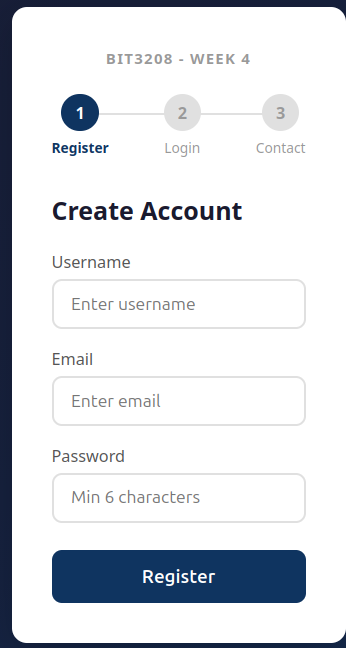 BIT3208 - WEEK 4
1 2 3
Register Login Contact
Create Account
Username
Enter username
Email
Enter email
Password
Min 6 characters
Register